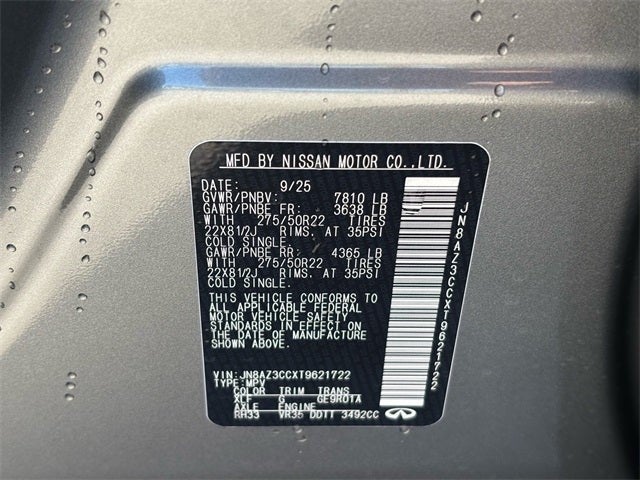 MFD BY NISSAN MOTOR CO.,LTD.
DATE: 9/25
GVWR/PNBV: 7810 LB
GAWR/PNBE FR: 3638 LB
WITH 275/50R22 TIRES
22X81/2J RIMS, AT 35PSI
COLD SINGLE.
GAWR/PNBE RR: 4365 LB
WITH 275/50R22 TIRES
22X81/2J RIMS, AT 35PSI
COLD SINGLE.
THIS VEHICLE CONFORMS TO
ALL APPLICABLE FEDERAL
MOTOR VEHICLE SAFETY
STANDARDS IN EFFECT ON
THE DATE OF MANUFACTURE
SHOWN ABOVE.
VIN: JN8AZ3CCXT9621722
TYPE: MPV
COLOR TRIM TRANS
XLF G GE9R01A
AXLE ENGINE
RH33 VR35 DDTT 3492CC
JN8AZ3CCXT9621722